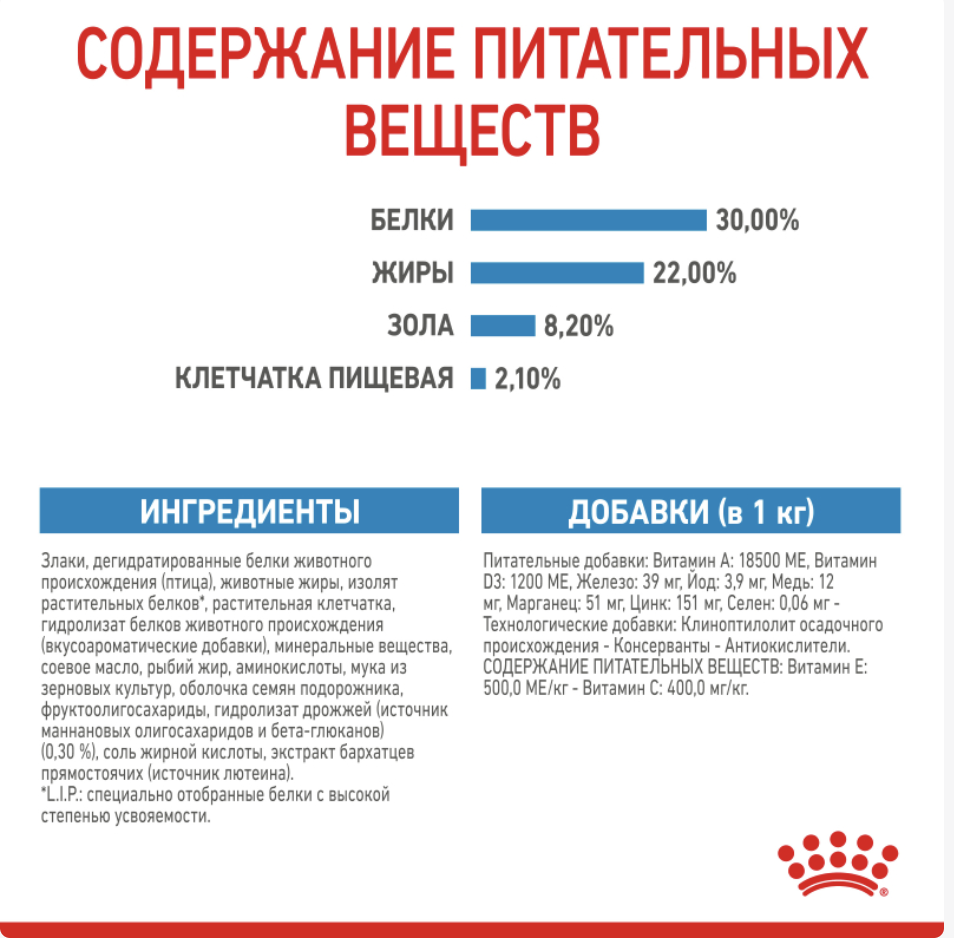 СОДЕРЖАНИЕ ПИТАТЕЛЬНЫХ
ВЕЩЕСТВ
БЕЛКИ 30,00%
ЖИРЫ 22,00%
ЗОЛА 8,20%
КЛЕТЧАТКА ПИЩЕВАЯ 2,10%
ИНГРЕДИЕНТЫ
Злаки, дегидратированные белки животного
происхождения (птица), животные жиры, изолят
растительных белков*, растительная клетчатка,
гидролизат белков животного происхождения
(вкусоароматические добавки), минеральные вещества,
соевое масло, рыбий жир, аминокислоты, мука из
зерновых культур, оболочка семян подорожника,
фруктоолигосахариды, гидролизат дрожжей (источник
маннановых олигосахаридов и бета-глюканов)
(0,30 %), соль жирной кислоты, экстракт бархатцев
прямостоячих (источник лютеина).
*L.I.P.: специально отобранные белки с высокой
степенью усвояемости.
ДОБАВКИ (в 1 кг)
Питательные добавки: Витамин A: 18500 МЕ, Витамин
D3: 1200 МЕ, Железо: 39 мг, Йод: 3,9 мг, Медь: 12
мг, Марганец: 51 мг, Цинк: 151 мг, Селен: 0,06 мг -
Технологические добавки: Клиноптилолит осадочного
происхождения - Консерванты - Антиокислители.
СОДЕРЖАНИЕ ПИТАТЕЛЬНЫХ ВЕЩЕСТВ: Витамин E:
500,0 МЕ/кг - Витамин C: 400,0 мг/кг.
®